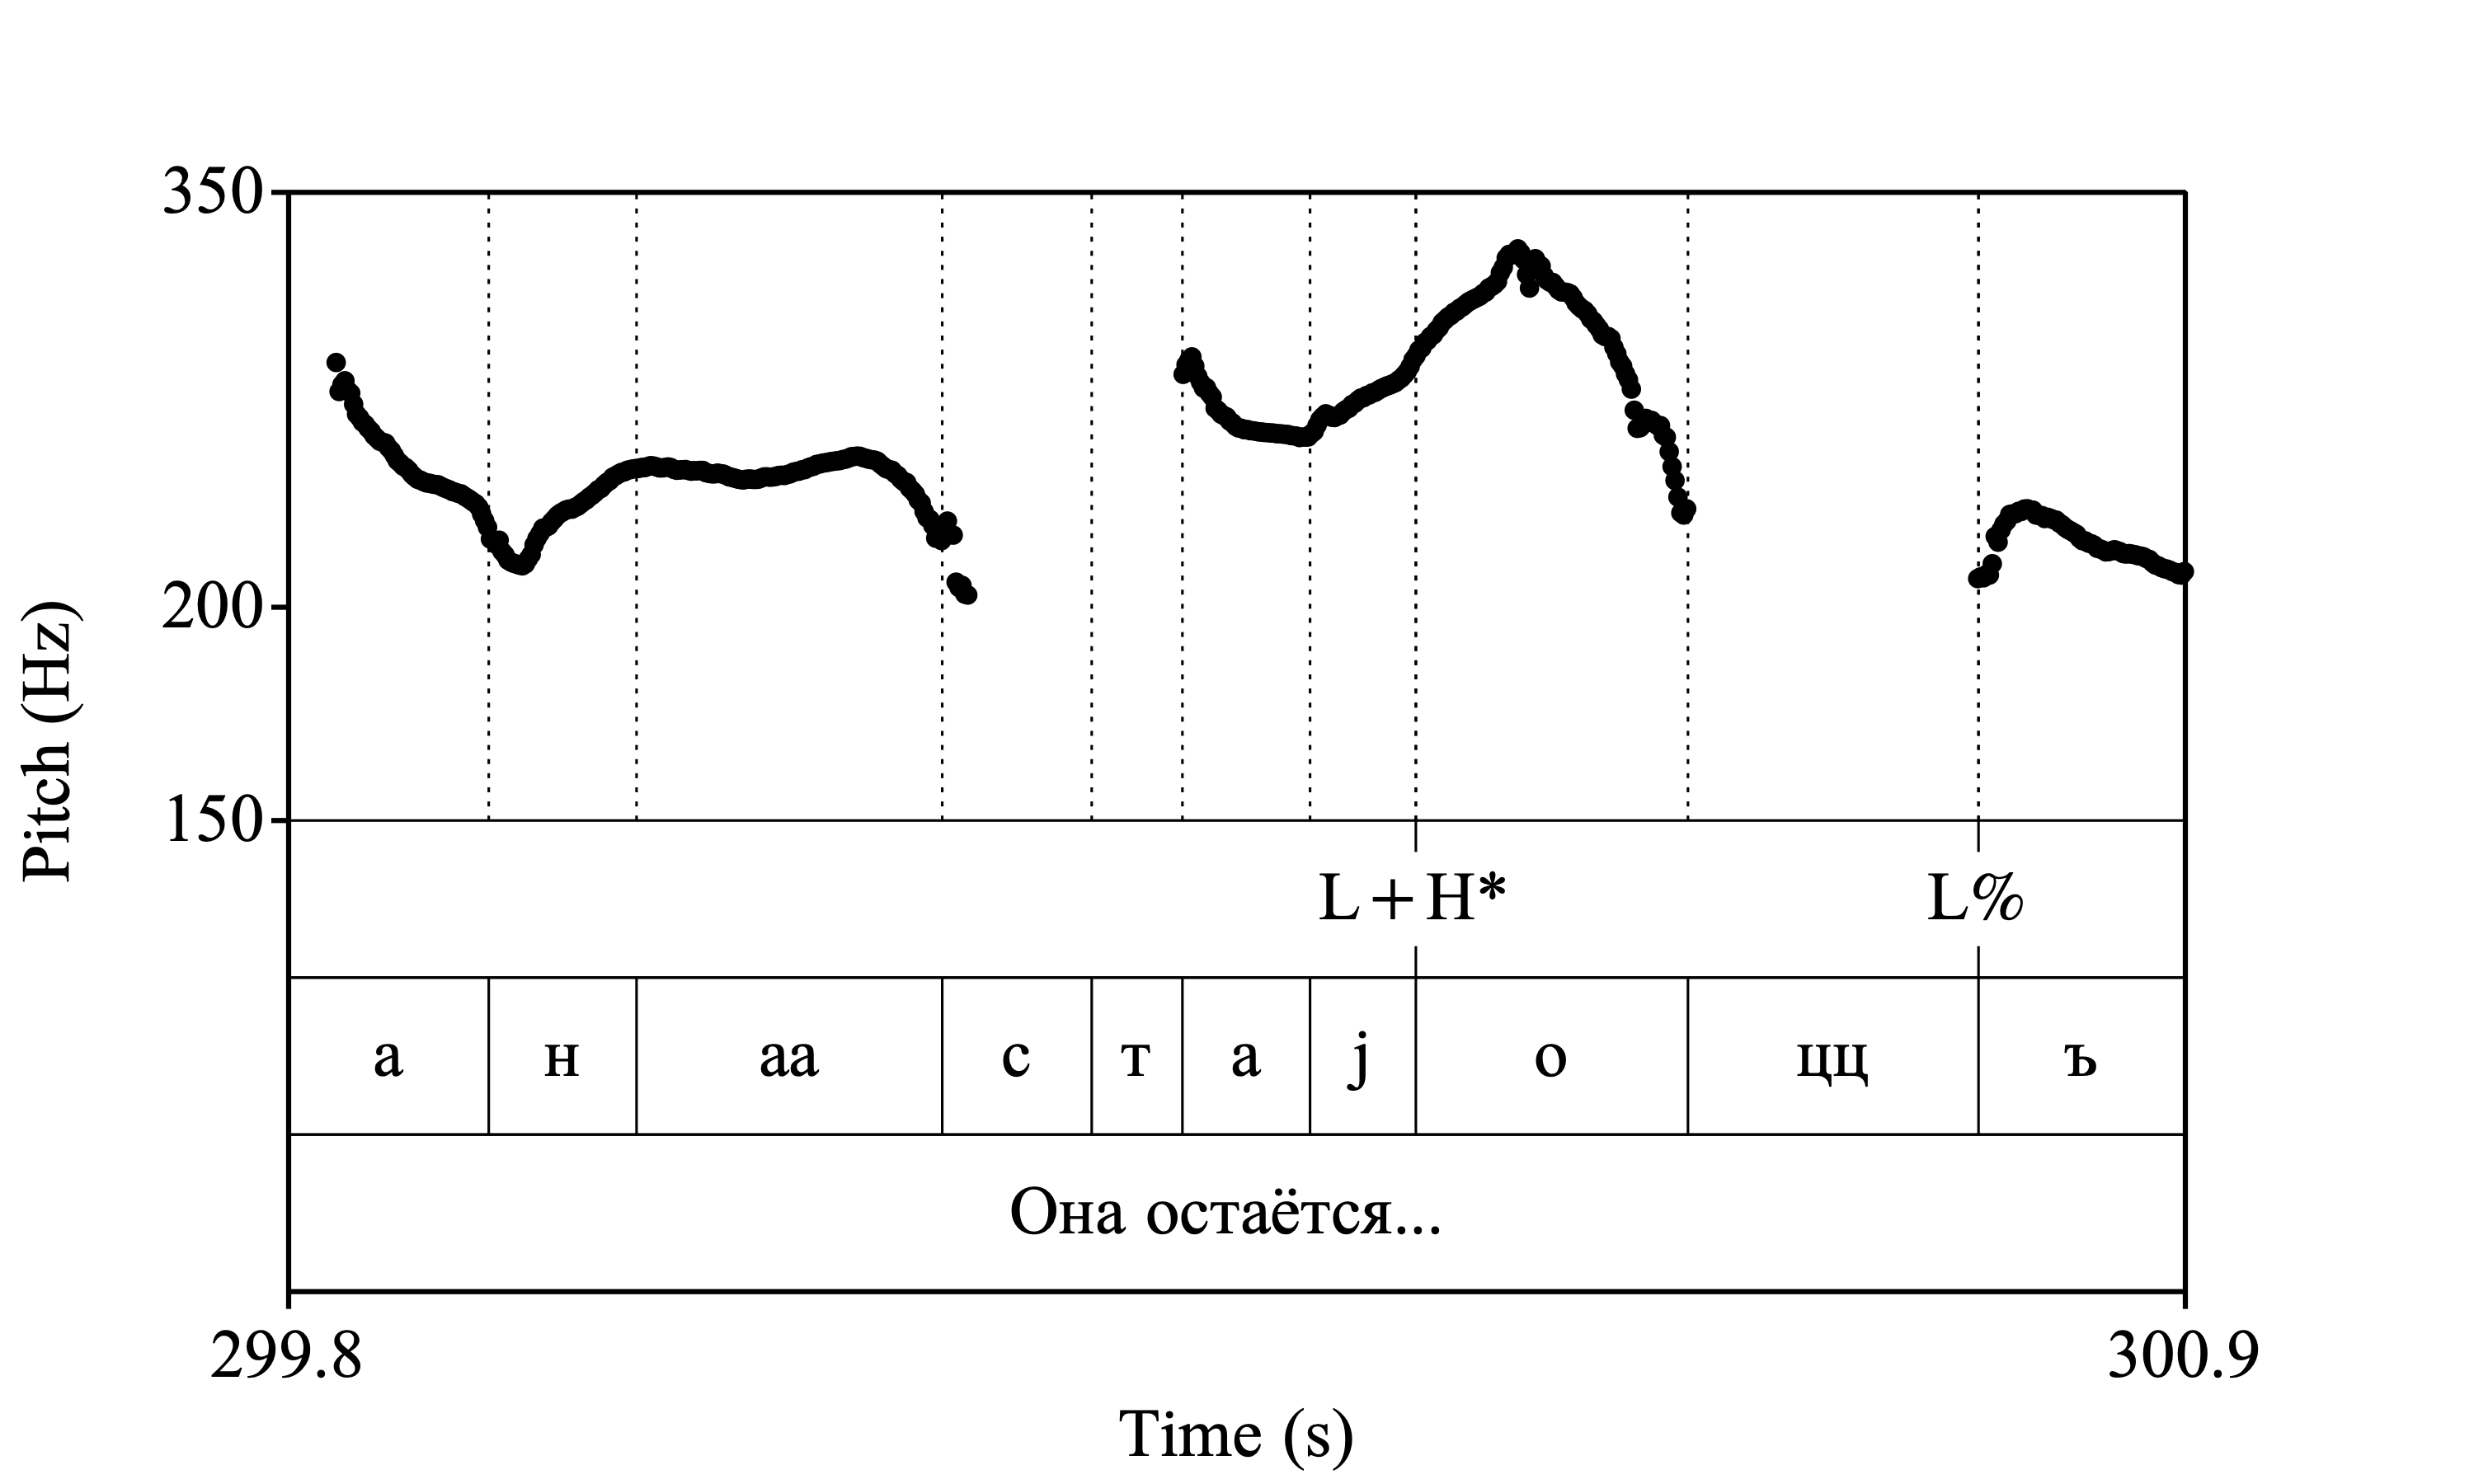 350
200
150
Pitch (Hz)
L+H* L%
а н аа с т а j о цц ъ
Она остаётся...
299.8 300.9
Time (s)